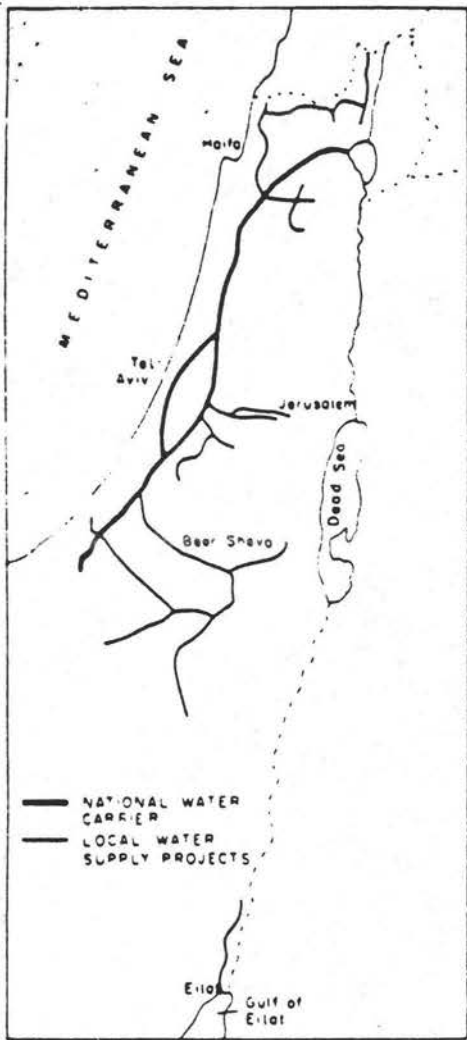 MEDITERRANEAN SEA
Haifa
Tel-
Aviv
Jerusalem
Dead Sea
Beer Sheva
NATIONAL WATER
CARRIER
LOCAL WATER
SUPPLY PROJECTS
Eilat
Gulf of
Eilat